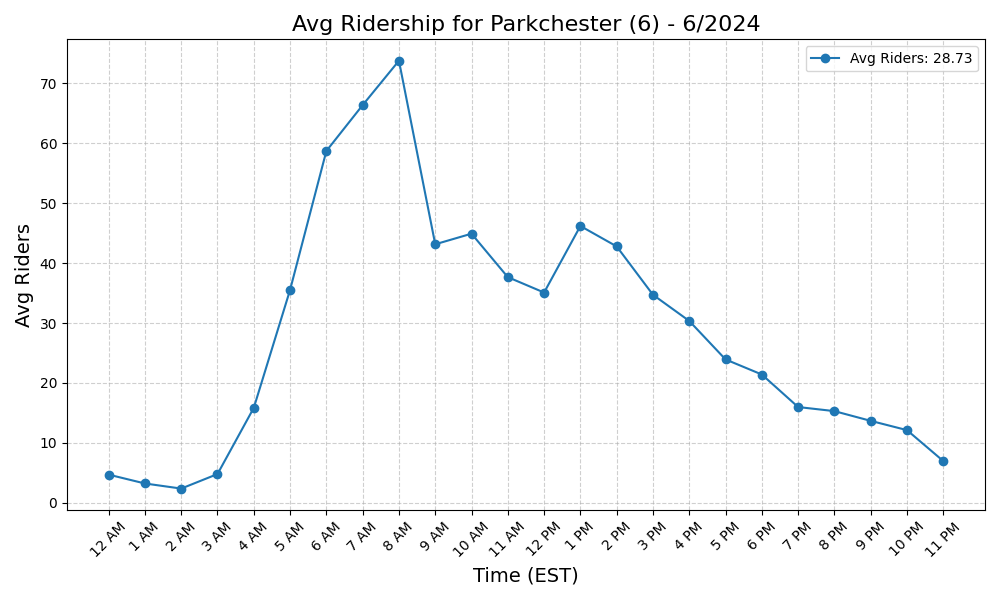 Avg Ridership for Parkchester (6) - 6/2024
Avg Riders: 28.73
Avg Riders
70
60
50
40
30
20
10
0
12 AM
1 AM
2 AM
3 AM
4 AM
5 AM
6 AM
7 AM
8 AM
9 AM
10 AM
11 AM
12 PM
1 PM
2 PM
3 PM
4 PM
5 PM
6 PM
7 PM
8 PM
9 PM
10 PM
11 PM
Time (EST)